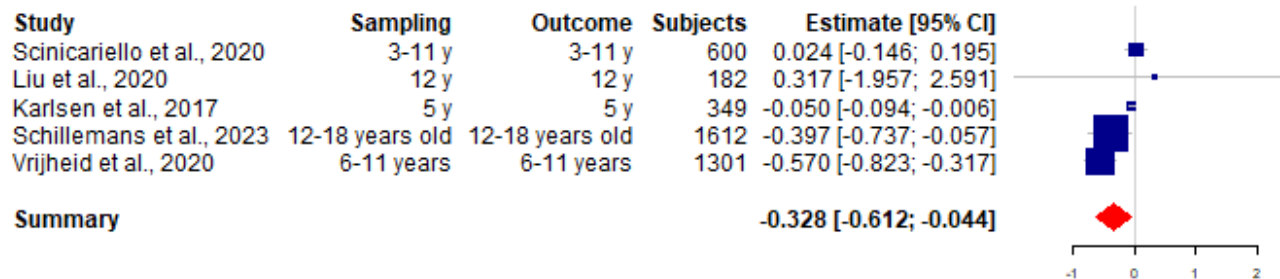 Study Sampling Outcome Subjects Estimate [95% CI]
Scinicariello et al., 2020 3-11 y 3-11 y 600 0.024 [-0.146; 0.195]
Liu et al., 2020 12 y 12 y 182 0.317 [-1.957; 2.591]
Karlsen et al., 2017 5 y 5 y 349 -0.050 [-0.094; -0.006]
Schillemans et al., 2023 12-18 years old 12-18 years old 1612 -0.397 [-0.737; -0.057]
Vrijheid et al., 2020 6-11 years 6-11 years 1301 -0.570 [-0.823; -0.317]
Summary -0.328 [-0.612; -0.044]
-1 0 1 2